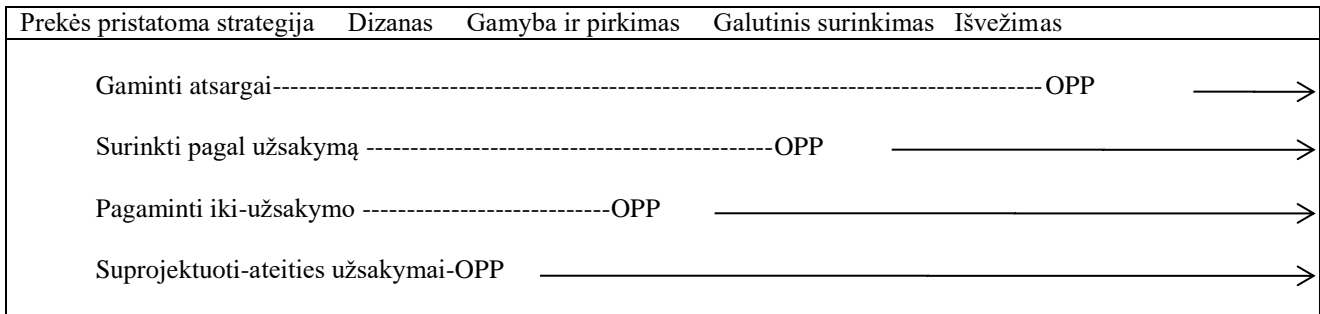 Prekės pristatoma strategija Dizanas Gamyba ir pirkimas Galutinis surinkimas Išvežimas
Gaminti atsargai--------------------------------------------------------------------------------------OPP
Surinkti pagal užsakymą ----------------------------------------------OPP
Pagaminti iki-užsakymo ----------------------------OPP
Suprojektuoti-ateities užsakymai-OPP